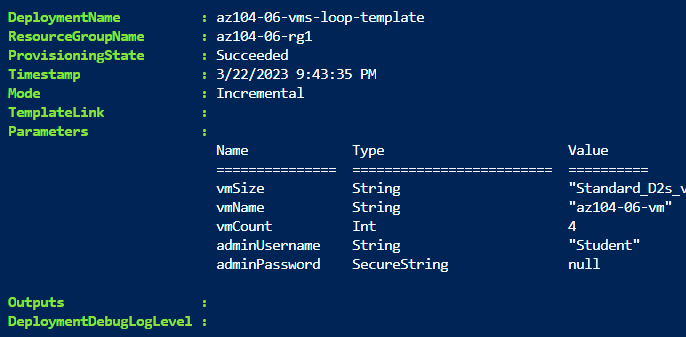 DeploymentName : az104-06-vms-loop-template
ResourceGroupName : az104-06-rg1
ProvisioningState : Succeeded
Timestamp : 3/22/2023 9:43:35 PM
Mode : Incremental
TemplateLink :
Parameters :
Name Type Value
=============== ========================= ==========
vmSize String "Standard_D2s_v
vmName String "az104-06-vm"
vmCount Int 4
adminUsername String "Student"
adminPassword SecureString null
Outputs :
DeploymentDebugLogLevel :